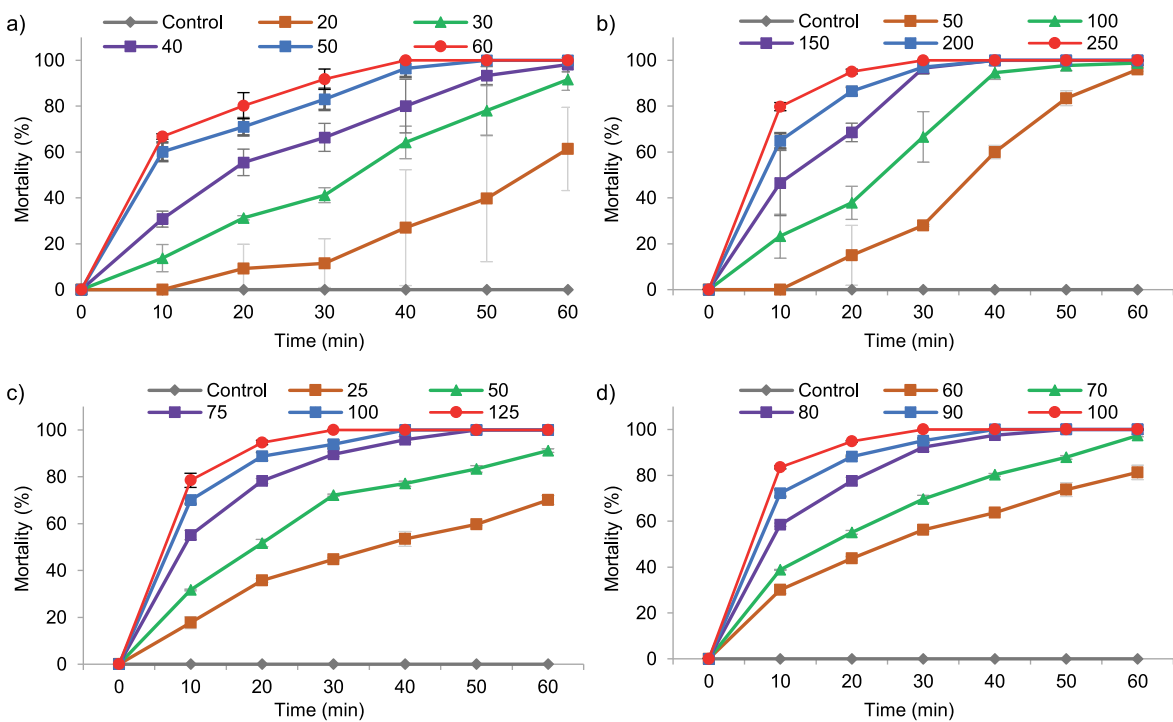 a)
Control 20 30
40 50 60
100
80
60
40
20
0
Mortality (%)
0 10 20 30 40 50 60
Time (min)
b)
Control 50 100
150 200 250
100
80
60
40
20
0
Mortality (%)
0 10 20 30 40 50 60
Time (min)
c)
Control 25 50
75 100 125
100
80
60
40
20
0
Mortality (%)
0 10 20 30 40 50 60
Time (min)
d)
Control 60 70
80 90 100
100
80
60
40
20
0
Mortality (%)
0 10 20 30 40 50 60
Time (min)